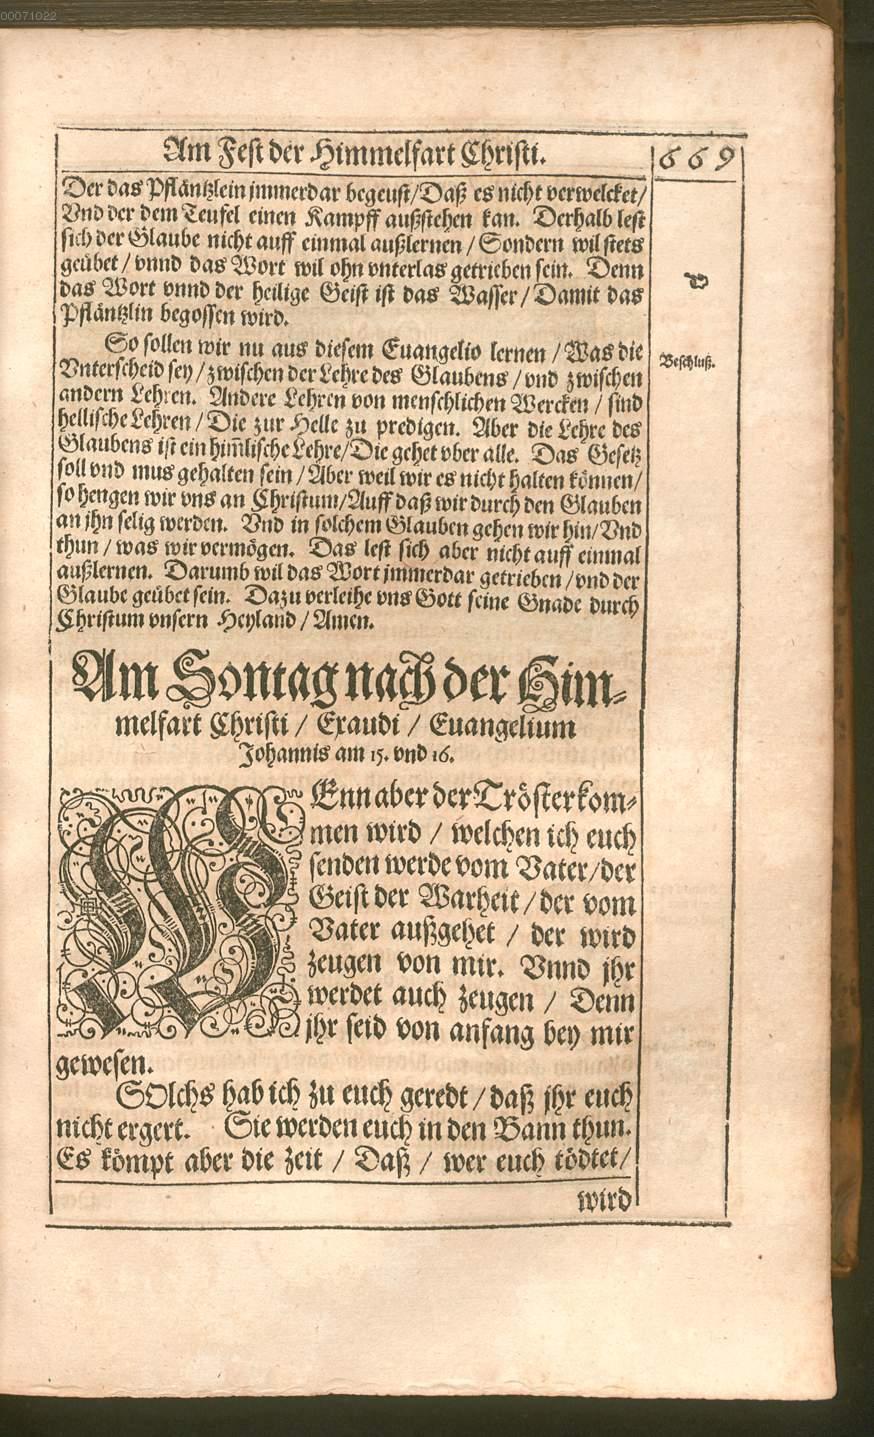 00071022
Am Fest der Himmelfart Christi.
669
Der das Pfläntzlein jmmerdar begeust/Daß es nicht verwelcket/
Vnd der dem Teufel einen Kampff außstehen kan. Derhalb lest
sich der Glaube nicht auff einmal außlernen / Sondern wil stets
geübet / vnnd das Wort wil ohn vnterlas getrieben sein. Denn
das Wort vnnd der heilige Geist ist das Wasser / Damit das
Pfläntzlin begossen wird.
So sollen wir nu aus diesem Euangelio lernen / Was die
Vnterscheid sey / zwischen der Lehre des Glaubens / vnd zwischen
andern Lehren. Andere Lehren von menschlichen Wercken / sind
hellische Lehren / Die zur Helle zu predigen. Aber die Lehre des
Glaubens ist ein him̃lische Lehre/Die gehet vber alle. Das Gesetz
soll vnd mus gehalten sein / Aber weil wir es nicht halten können/
so hengen wir vns an Christum/Auff daß wir durch den Glauben
an jhn selig werden. Vnd in solchem Glauben gehen wir hin/Vnd
thun / was wir vermögen. Das lest sich aber nicht auff einmal
außlernen. Darumb wil das Wort jmmerdar getrieben / vnd der
Glaube geübet sein. Dazu verleihe vns Gott seine Gnade durch
Christum vnsern Heyland / Amen.
Beschluß.
Am Sontag nach der Him-
melfart Christi / Exaudi / Euangelium
Johannis am 15. vnd 16.
WEnn aber der Tröster kom-
men wird / welchen ich euch
senden werde vom Vater/der
Geist der Warheit / der vom
Vater außgehet / der wird
zeugen von mir. Vnnd jhr
werdet auch zeugen / Denn
jhr seid von anfang bey mir
gewesen.
SOlchs hab ich zu euch geredt / daß jhr euch
nicht ergert. Sie werden euch in den Bann thun.
Es kömpt aber die zeit / Daß / wer euch tödtet/
wird